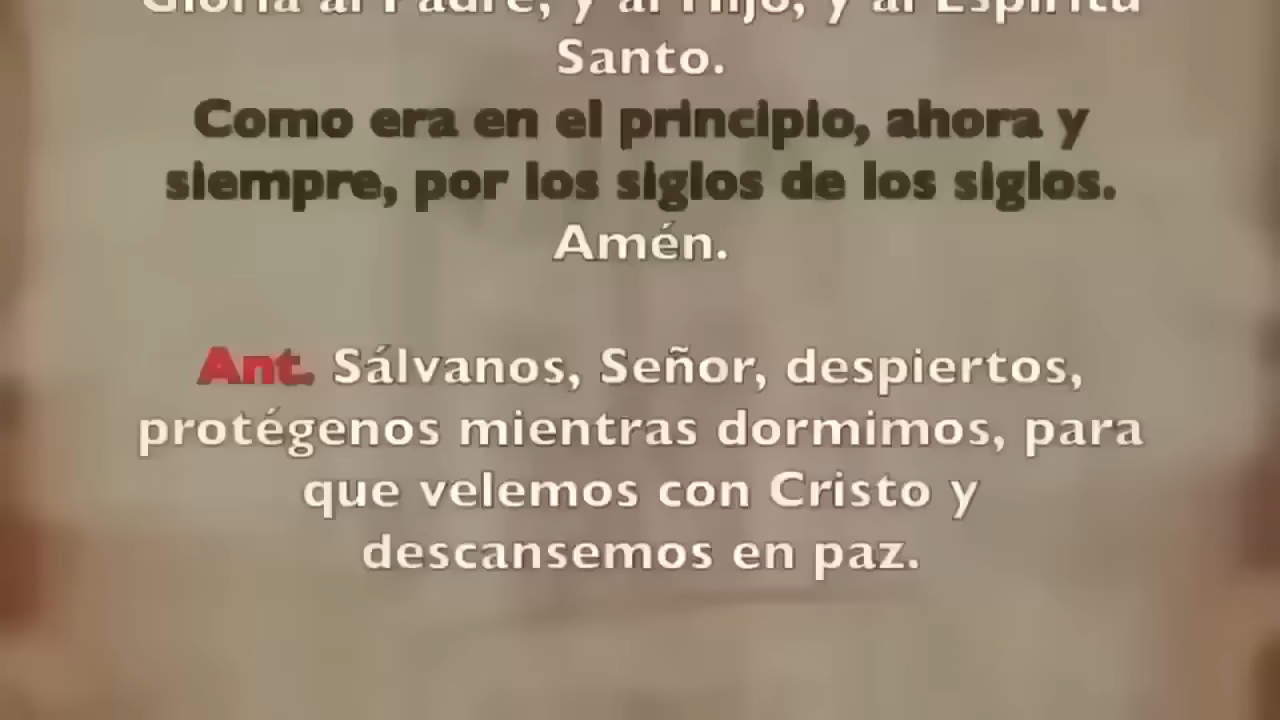 Gloria al Padre, y al Hijo, y al Espíritu
Santo.
Como era en el principio, ahora y
siempre, por los siglos de los siglos.
Amén.
Ant. Sálvanos, Señor, despiertos,
protégenos mientras dormimos, para
que velemos con Cristo y
descansemos en paz.